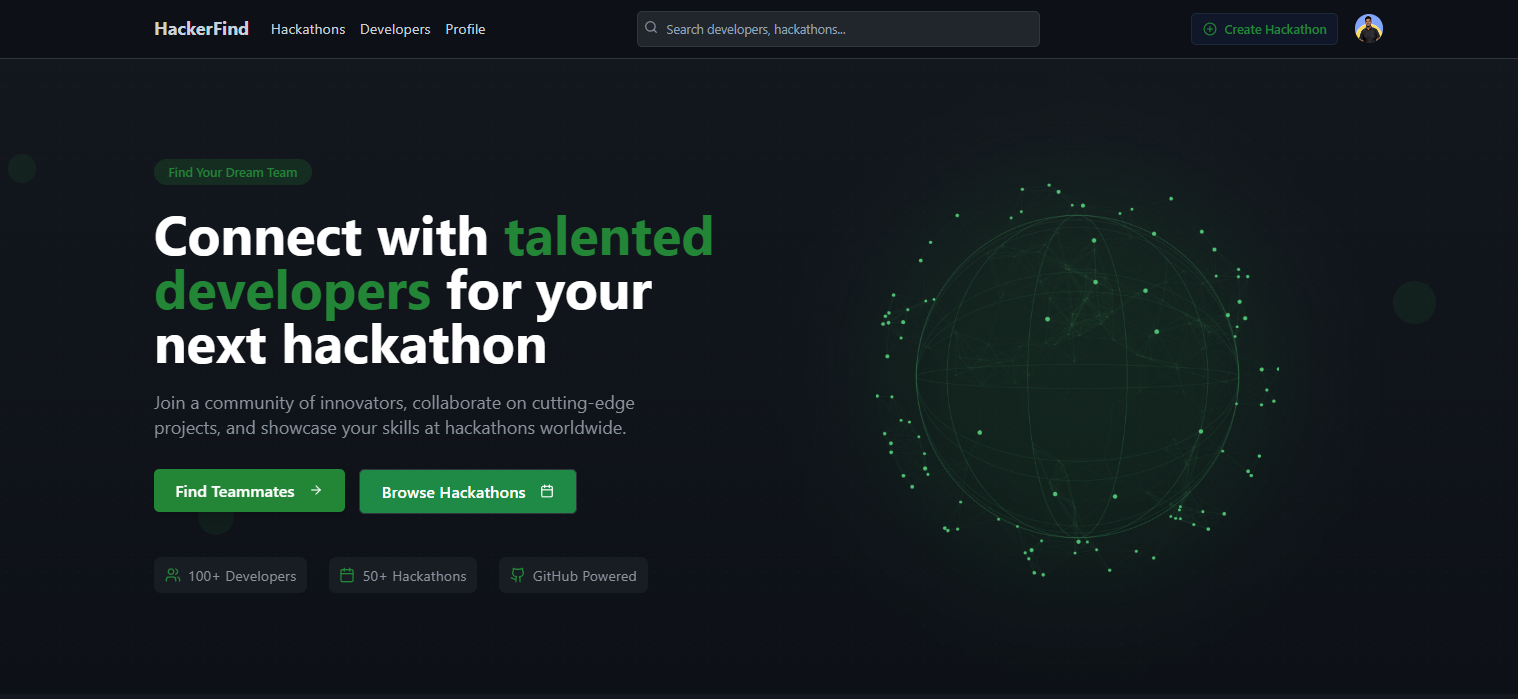 HackerFind Hackathons Developers Profile Search developers, hackathons... Create Hackathon
Find Your Dream Team
Connect with talented
developers for your
next hackathon
Join a community of innovators, collaborate on cutting-edge
projects, and showcase your skills at hackathons worldwide.
Find Teammates Browse Hackathons
100+ Developers 50+ Hackathons GitHub Powered